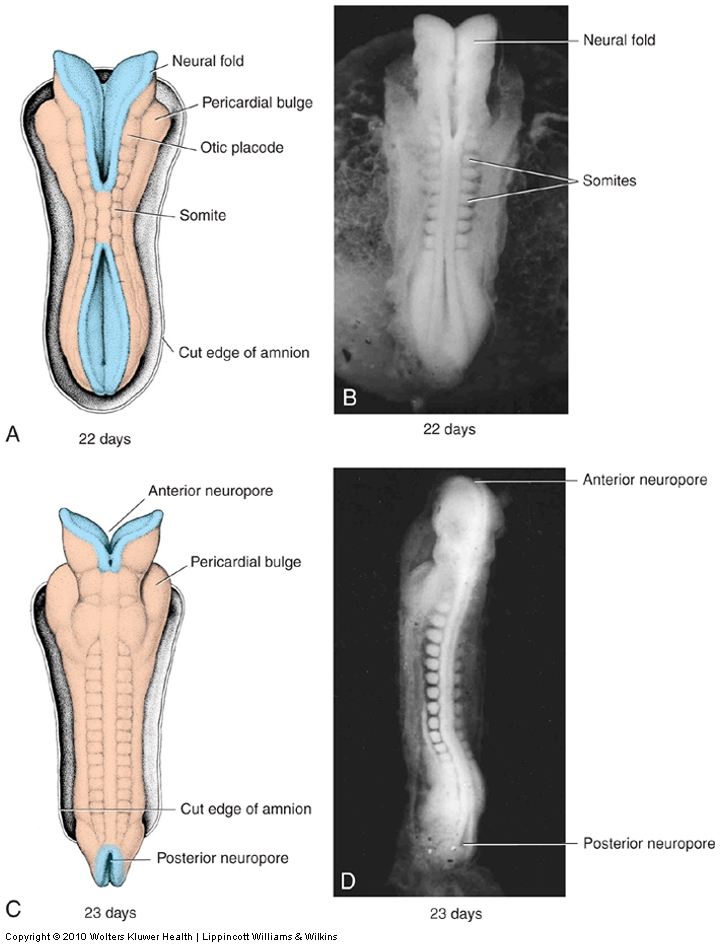 Neural fold
Pericardial bulge
Otic placode
Somite
Cut edge of amnion
A
22 days
Neural fold
Somites
B
22 days
Anterior neuropore
Pericardial bulge
Cut edge of amnion
Posterior neuropore
C
23 days
Anterior neuropore
Posterior neuropore
D
23 days
Copyright © 2010 Wolters Kluwer Health | Lippincott Williams & Wilkins